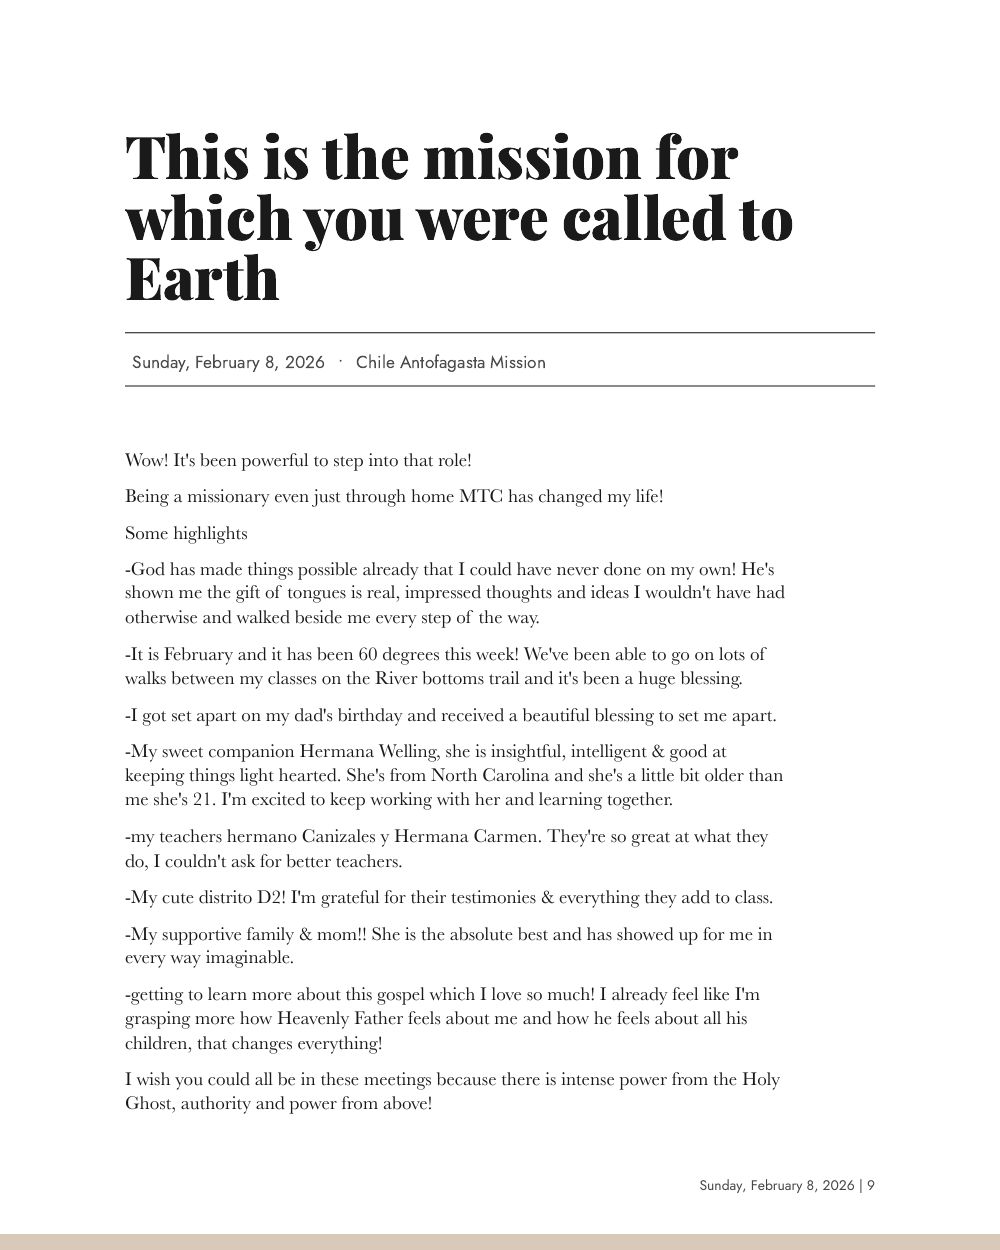 This is the mission for
which you were called to
Earth
Sunday, February 8, 2026 · Chile Antofagasta Mission
Wow! It's been powerful to step into that role!
Being a missionary even just through home MTC has changed my life!
Some highlights
-God has made things possible already that I could have never done on my own! He's
shown me the gift of tongues is real, impressed thoughts and ideas I wouldn't have had
otherwise and walked beside me every step of the way.
-It is February and it has been 60 degrees this week! We've been able to go on lots of
walks between my classes on the River bottoms trail and it's been a huge blessing.
-I got set apart on my dad's birthday and received a beautiful blessing to set me apart.
-My sweet companion Hermana Welling, she is insightful, intelligent & good at
keeping things light hearted. She's from North Carolina and she's a little bit older than
me she's 21. I'm excited to keep working with her and learning together.
-my teachers hermano Canizales y Hermana Carmen. They're so great at what they
do, I couldn't ask for better teachers.
-My cute distrito D2! I'm grateful for their testimonies & everything they add to class.
-My supportive family & mom!! She is the absolute best and has showed up for me in
every way imaginable.
-getting to learn more about this gospel which I love so much! I already feel like I'm
grasping more how Heavenly Father feels about me and how he feels about all his
children, that changes everything!
I wish you could all be in these meetings because there is intense power from the Holy
Ghost, authority and power from above!
Sunday, February 8, 2026 | 9